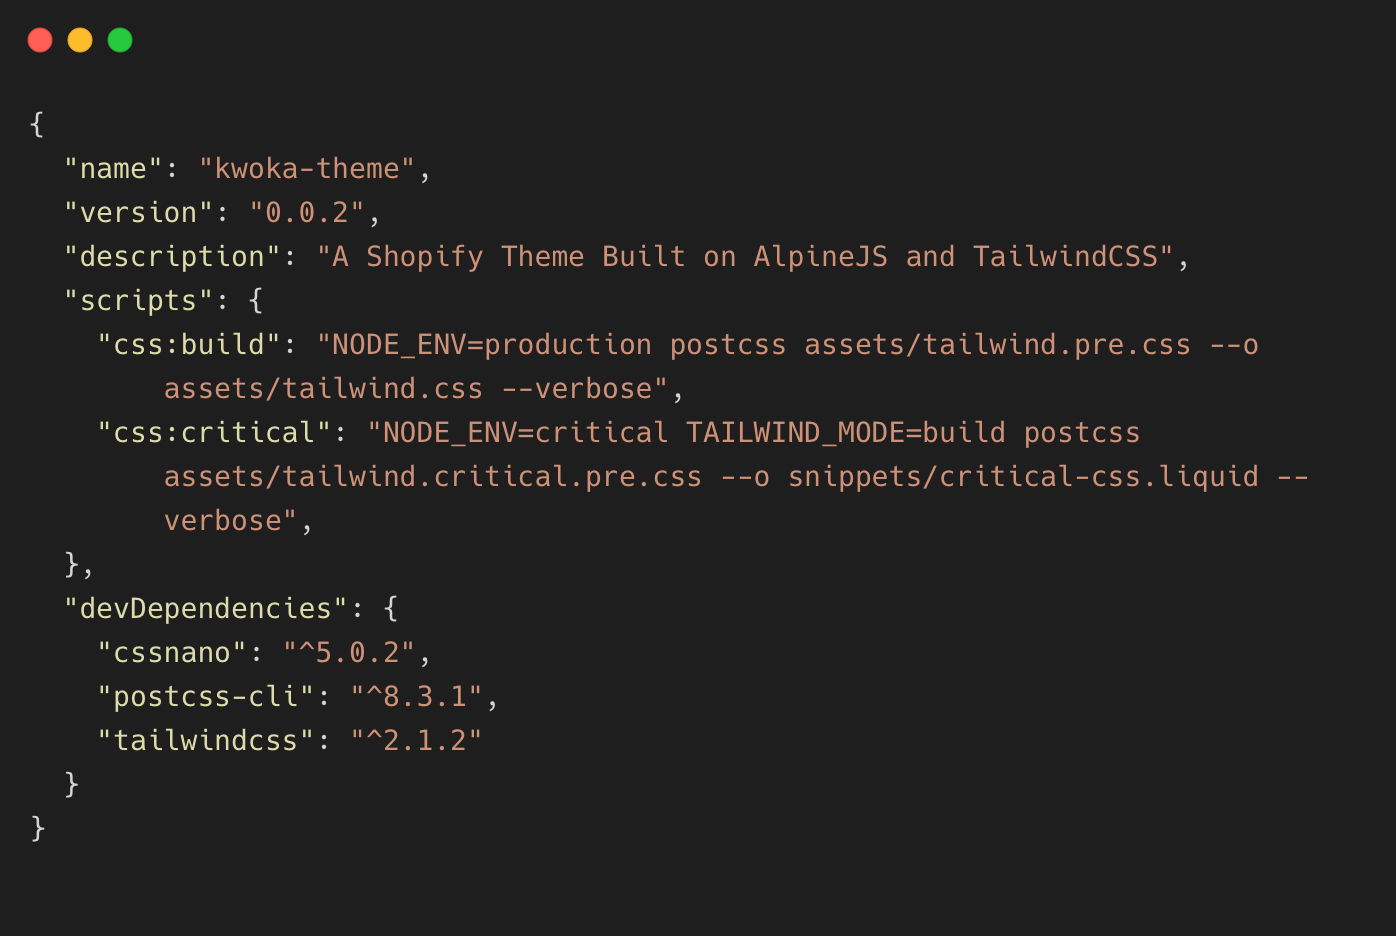 {
"name": "kwoka-theme",
"version": "0.0.2",
"description": "A Shopify Theme Built on AlpineJS and TailwindCSS",
"scripts": {
"css:build": "NODE_ENV=production postcss assets/tailwind.pre.css --o
assets/tailwind.css --verbose",
"css:critical": "NODE_ENV=critical TAILWIND_MODE=build postcss
assets/tailwind.critical.pre.css --o snippets/critical-css.liquid --
verbose",
},
"devDependencies": {
"cssnano": "^5.0.2",
"postcss-cli": "^8.3.1",
"tailwindcss": "^2.1.2"
}
}